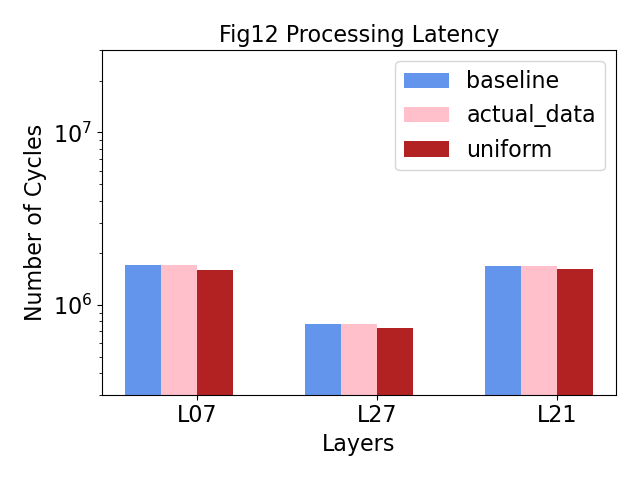 Fig12 Processing Latency
baseline
actual_data
uniform
Number of Cycles
10^7
10^6
L07 L27 L21
Layers